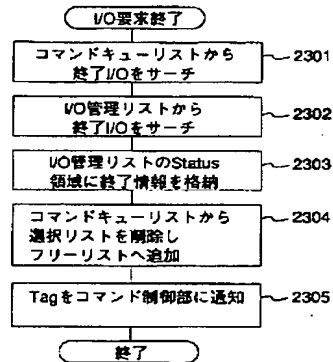 I/O要求終了
コマンドキューリストから
終了I/Oをサーチ
2301
I/O管理リストから
終了I/Oをサーチ
2302
I/O管理リストのStatus
領域に終了情報を格納
2303
コマンドキューリストから
選択リストを削除し
フリーリストへ追加
2304
Tagをコマンド制御部に通知
2305
終了